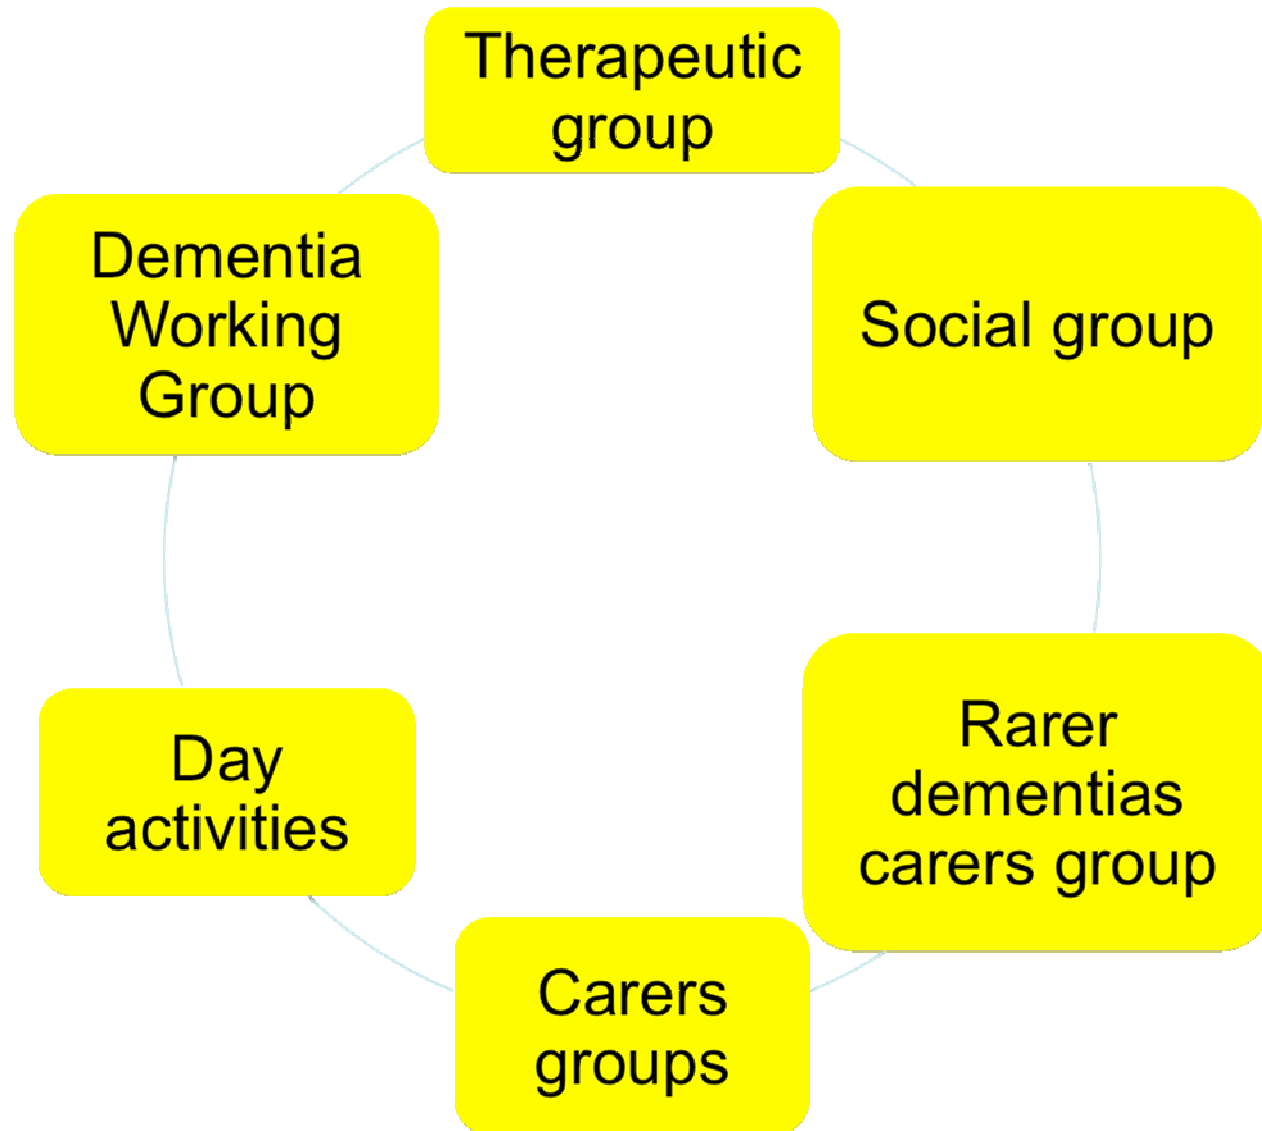 Therapeutic
group
Social group
Rarer
dementias
carers group
Carers
groups
Day
activities
Dementia
Working
Group